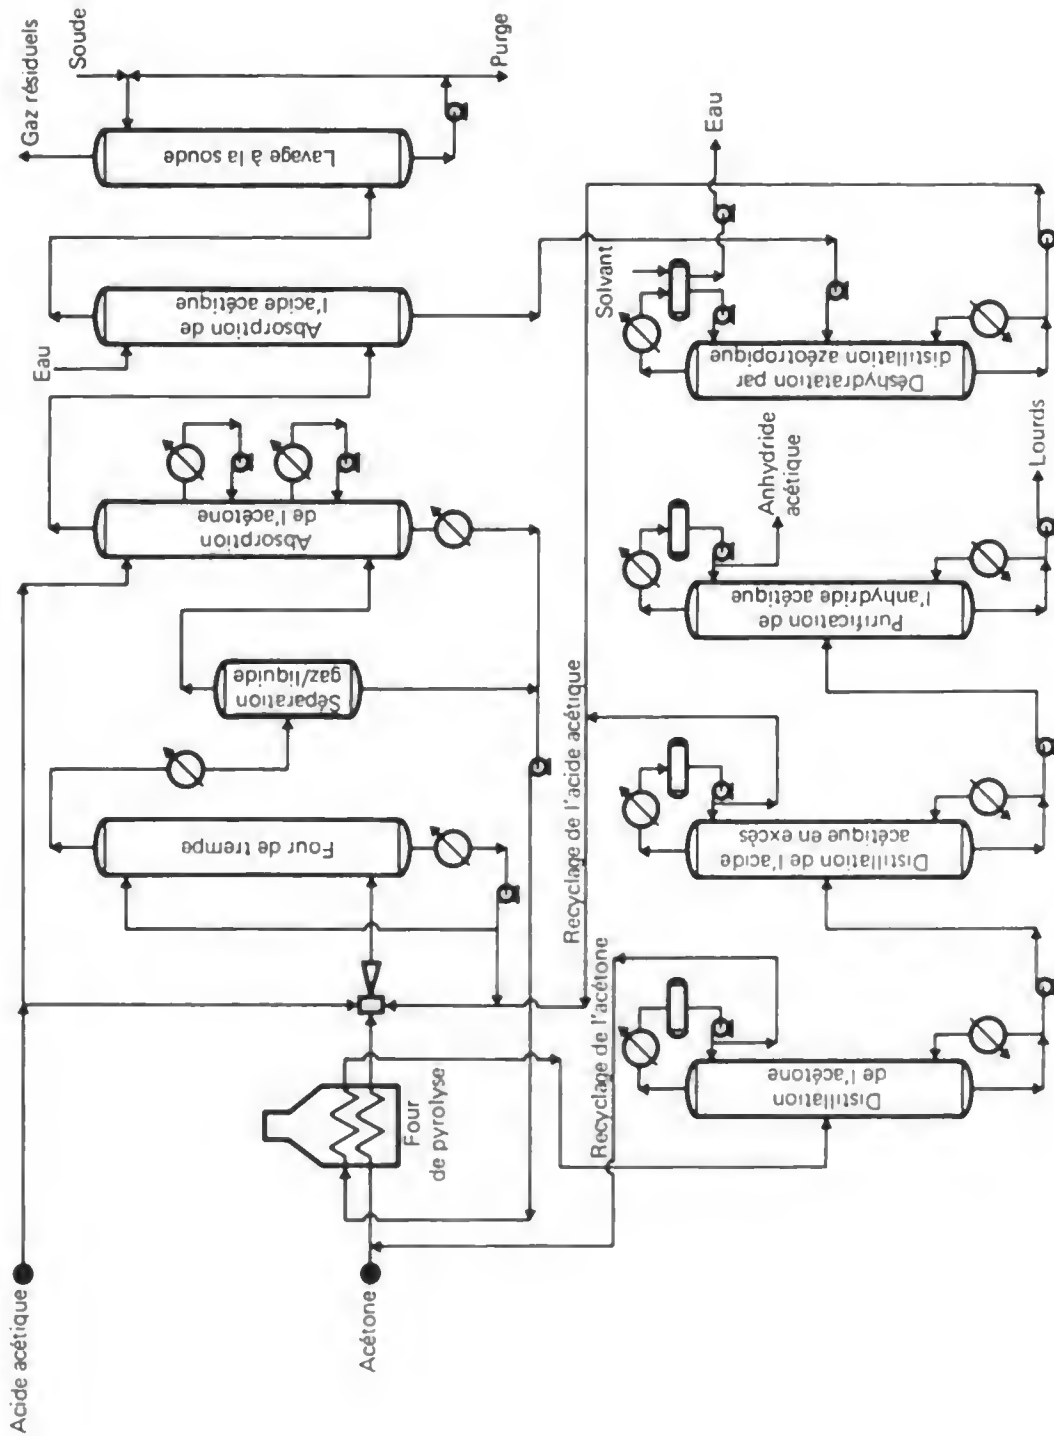 Acide acétique
Acétone
Four
de pyrolyse
Four de trempe
Séparation
gaz/liquide
Absorption
de l'acétone
Eau
Absorption de
l'acide acétique
Lavage à la soude
Gaz résiduels
Soude
Purge
Recyclage de l'acétone
Recyclage de l'acide acétique
Distillation
de l'acétone
Distillation de l'acide
acétique en excès
Purification de
l'anhydride acétique
Anhydride
acétique
Lourds
Déshydratation par
distillation azéotropique
Solvant
Eau